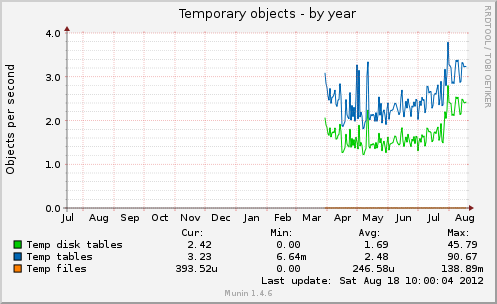 Temporary objects - by year
RRDTOOL / TOBI OETIKER
Objects per second
4.0
3.0
2.0
1.0
0.0
Jul Aug Sep Oct Nov Dec Jan Feb Mar Apr May Jun Jul Aug
Cur: Min: Avg: Max:
Temp disk tables 2.42 0.00 1.69 45.79
Temp tables 3.23 6.64m 2.48 90.67
Temp files 393.52u 0.00 246.58u 138.89m
Last update: Sat Aug 18 10:00:04 2012
Munin 1.4.6